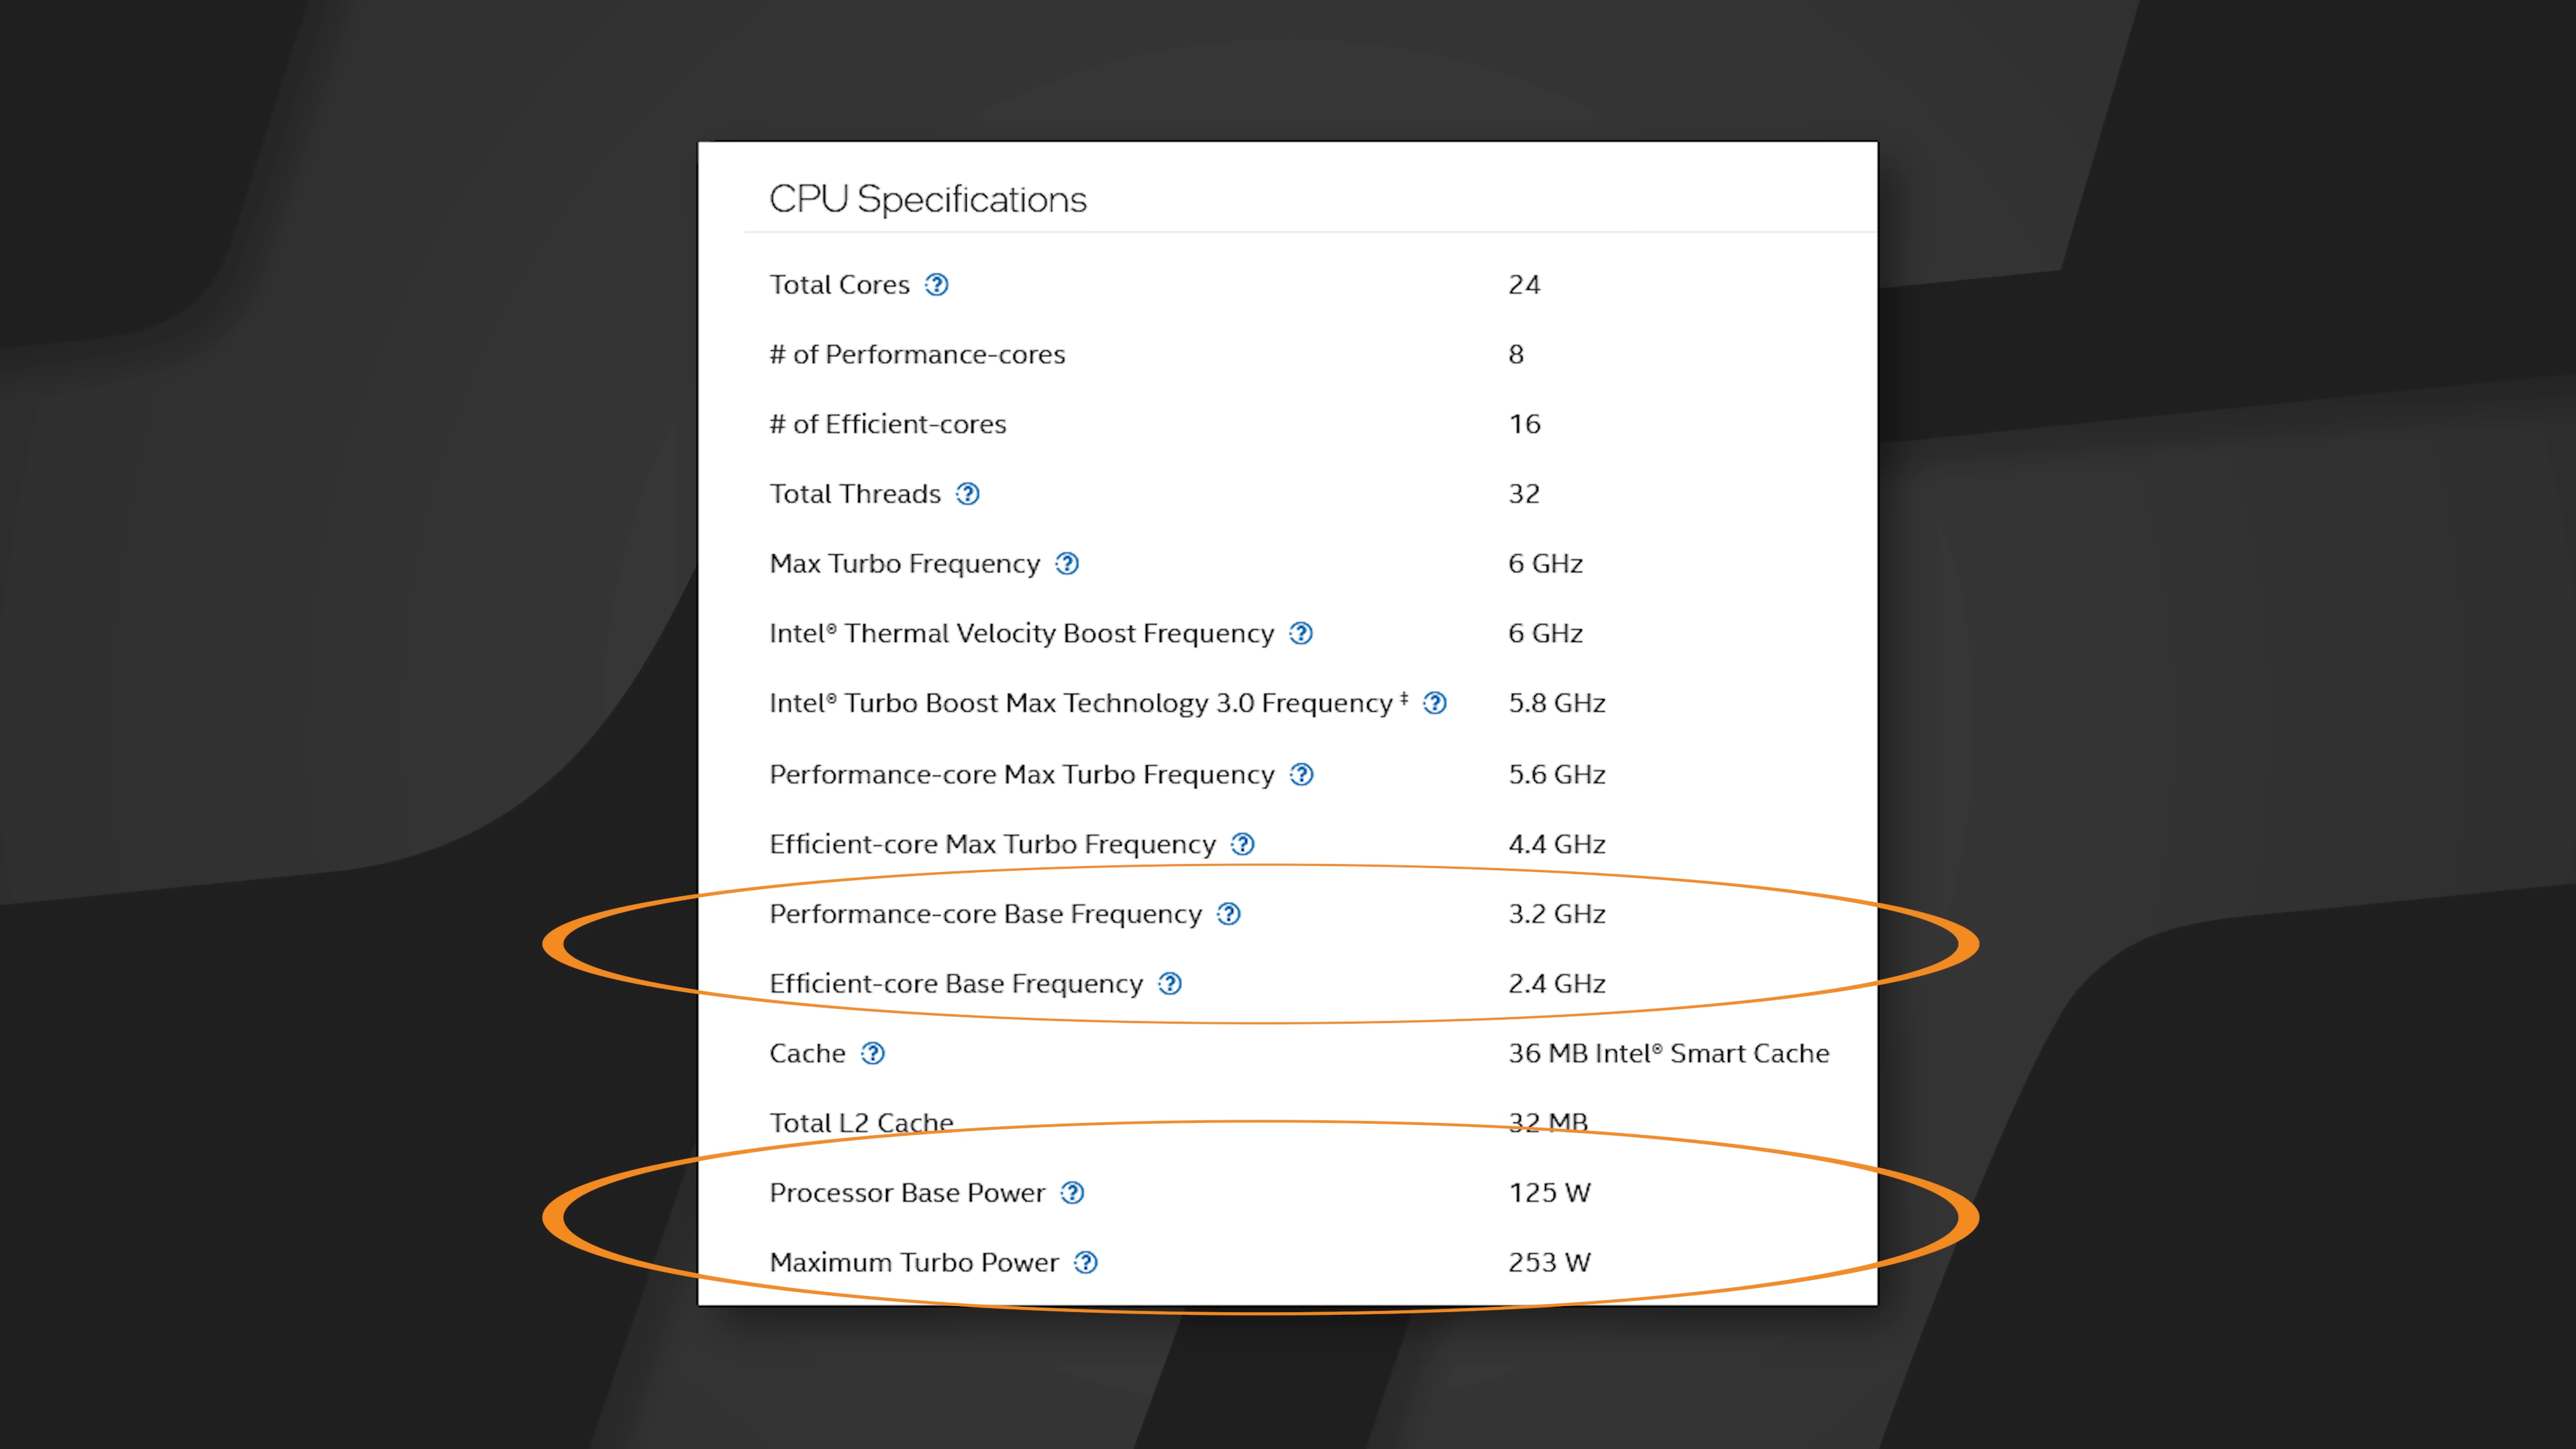 CPU Specifications
Total Cores ? 24
# of Performance-cores 8
# of Efficient-cores 16
Total Threads ? 32
Max Turbo Frequency ? 6 GHz
Intel® Thermal Velocity Boost Frequency ? 6 GHz
Intel® Turbo Boost Max Technology 3.0 Frequency ‡ ? 5.8 GHz
Performance-core Max Turbo Frequency ? 5.6 GHz
Efficient-core Max Turbo Frequency ? 4.4 GHz
Performance-core Base Frequency ? 3.2 GHz
Efficient-core Base Frequency ? 2.4 GHz
Cache ? 36 MB Intel® Smart Cache
Total L2 Cache 32 MB
Processor Base Power ? 125 W
Maximum Turbo Power ? 253 W